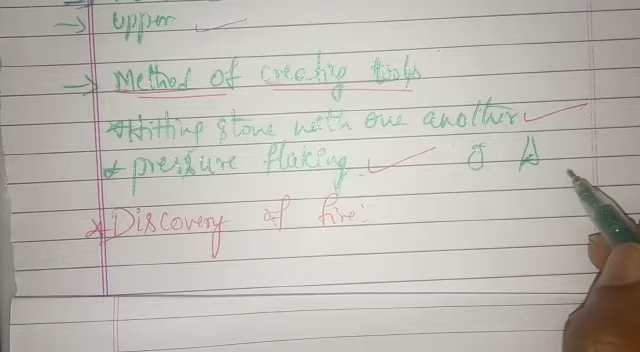 → upper ✓
→ Method of creating tools
* Hitting stone with one another ✓
* pressure flaking. ✓ A
* Discovery of fire: